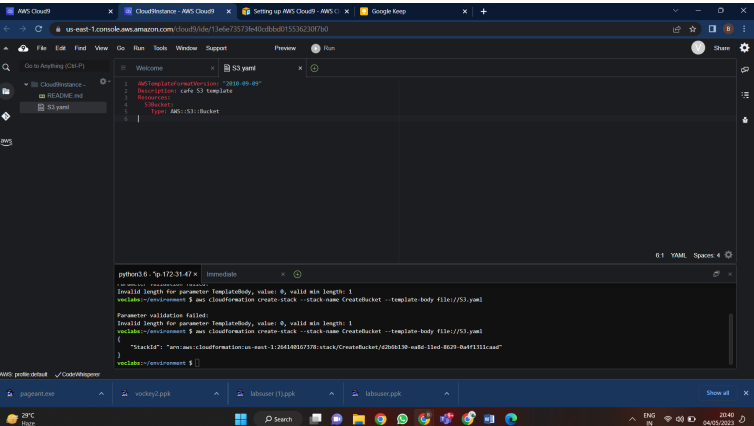 AWS Cloud9
Cloud9Instance - AWS Cloud9
Setting up AWS Cloud9 - AWS C
Google Keep
us-east-1.console.aws.amazon.com/cloud9/ide/13e6e73573fe40cdbbd015536230f7b0
B
File Edit Find View Go Run Tools Window Support Preview Run
V Share
Go to Anything (Ctrl-P)
Welcome
S3.yaml
Cloud9Instance -
README.md
S3.yaml
aws
1 AWSTemplateFormatVersion: "2010-09-09"
2 Description: cafe S3 template
3 Resources:
4 S3Bucket:
5 Type: AWS::S3::Bucket
6
6:1 YAML Spaces: 4
python3.6 - "ip-172-31-47
Immediate
Parameter validation failed:
Invalid length for parameter TemplateBody, value: 0, valid min length: 1
voclabs:~/environment $ aws cloudformation create-stack --stack-name CreateBucket --template-body file://S3.yaml
Parameter validation failed:
Invalid length for parameter TemplateBody, value: 0, valid min length: 1
voclabs:~/environment $ aws cloudformation create-stack --stack-name CreateBucket --template-body file://S3.yaml
{
"StackId": "arn:aws:cloudformation:us-east-1:264140167378:stack/CreateBucket/d2b6b130-ea8d-11ed-8629-0a4f1311caad"
}
voclabs:~/environment $
AWS: profile:default CodeWhisperer
pageant.exe
vockey2.ppk
labsuser (1).ppk
labsuser.ppk
Show all
29°C
Haze
Search
ENG
IN
20:40
04/05/2023